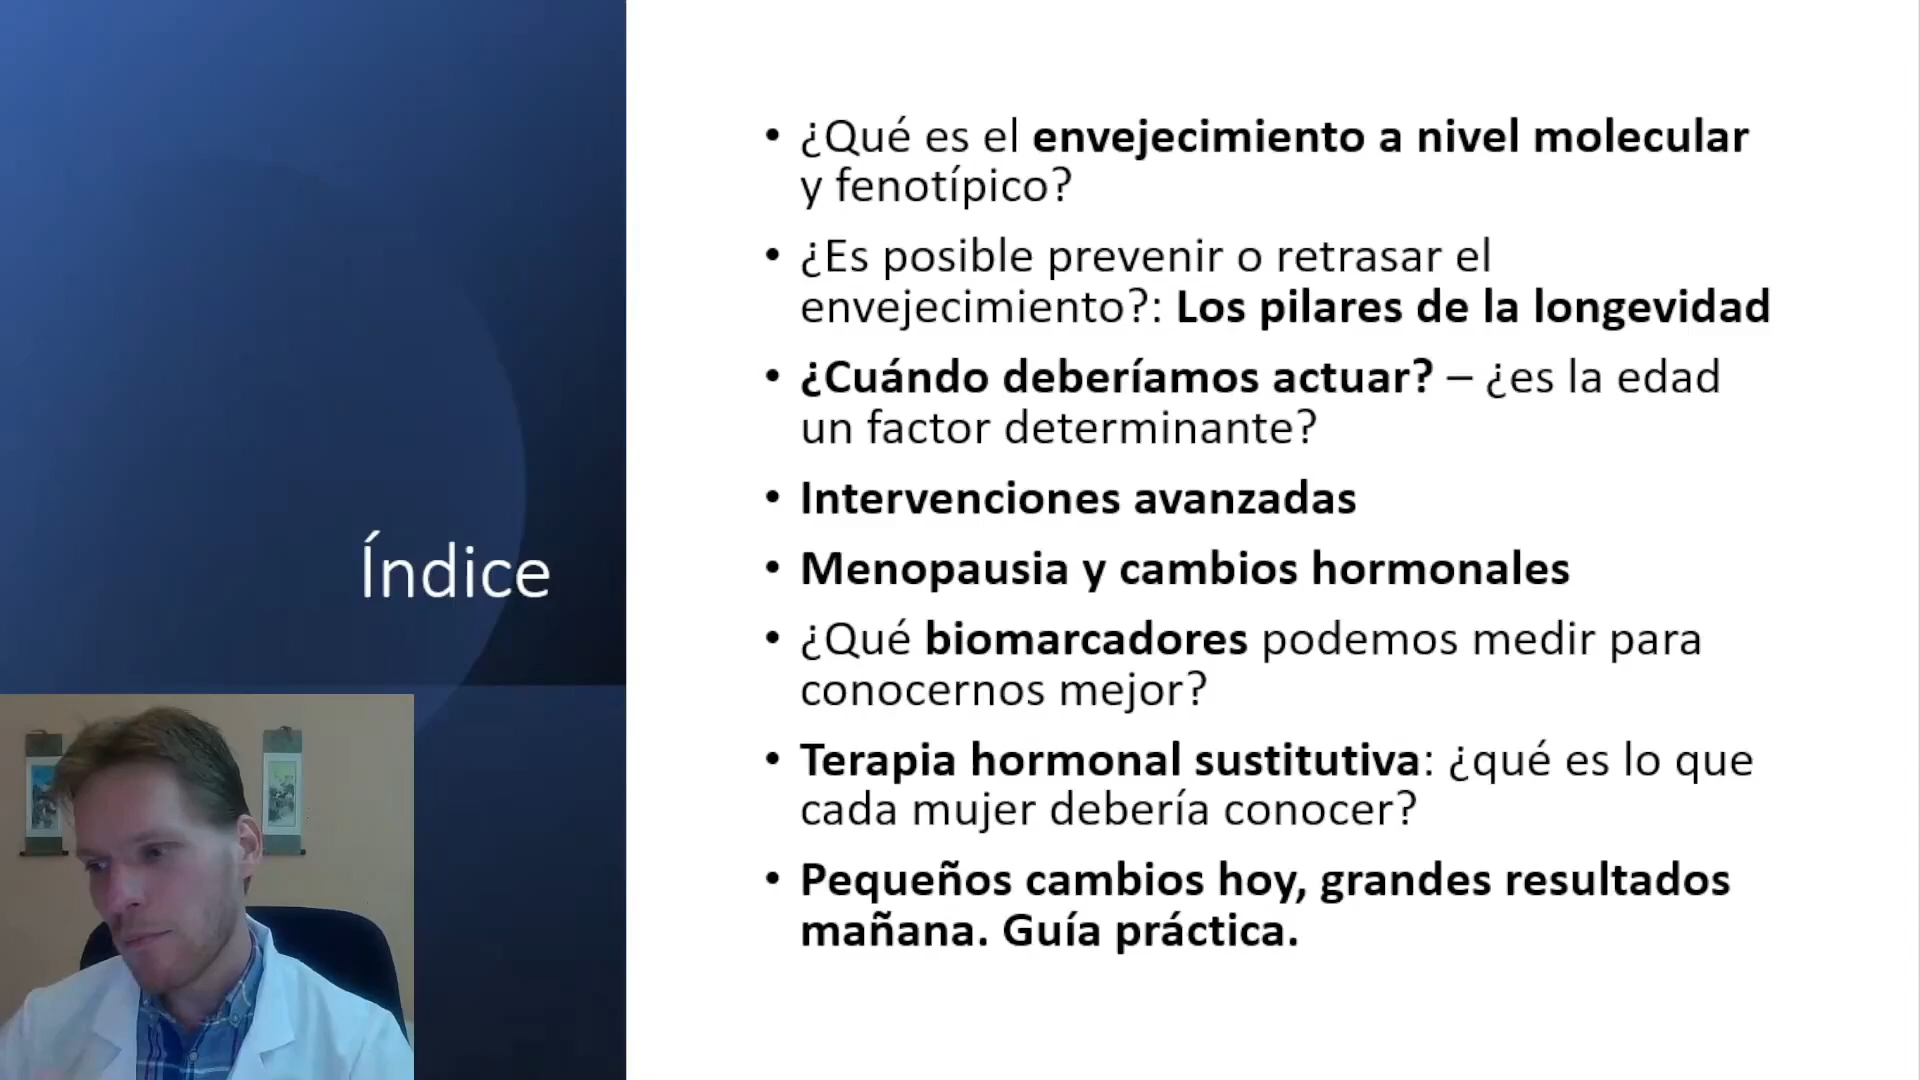 Índice
• ¿Qué es el envejecimiento a nivel molecular
y fenotípico?
• ¿Es posible prevenir o retrasar el
envejecimiento?: Los pilares de la longevidad
• ¿Cuándo deberíamos actuar? – ¿es la edad
un factor determinante?
• Intervenciones avanzadas
• Menopausia y cambios hormonales
• ¿Qué biomarcadores podemos medir para
conocernos mejor?
• Terapia hormonal sustitutiva: ¿qué es lo que
cada mujer debería conocer?
• Pequeños cambios hoy, grandes resultados
mañana. Guía práctica.